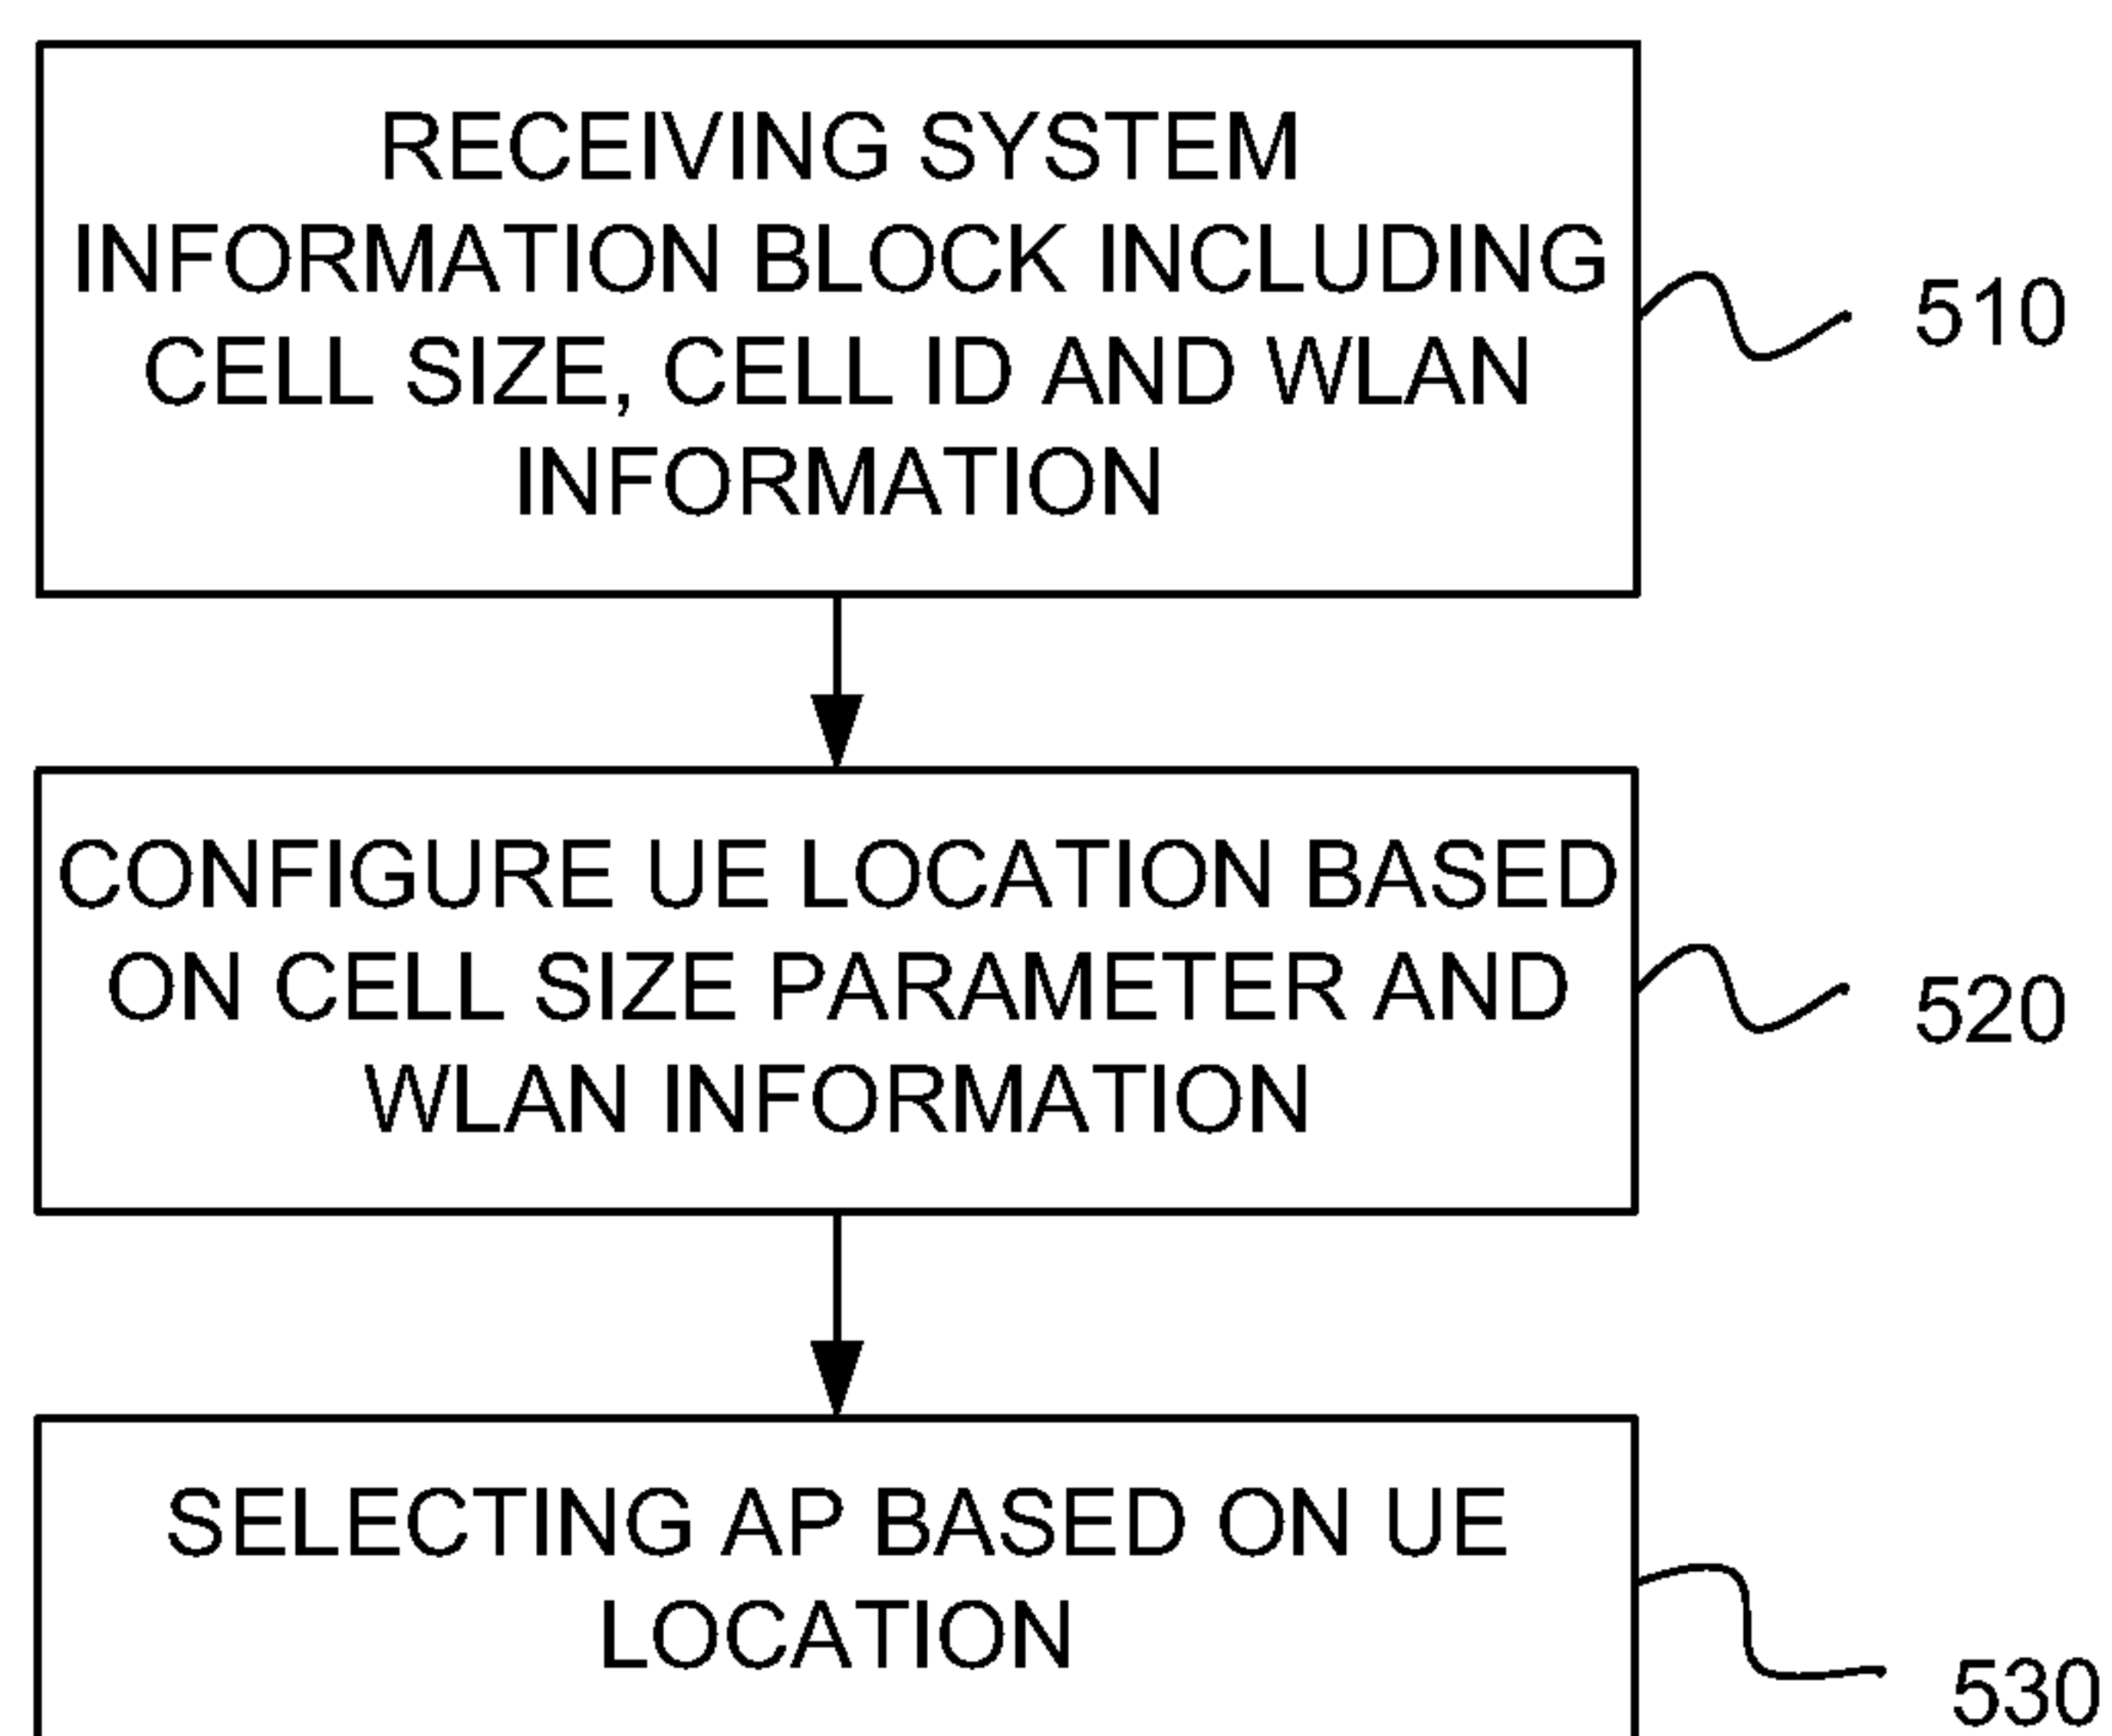 RECEIVING SYSTEM
INFORMATION BLOCK INCLUDING
CELL SIZE, CELL ID AND WLAN
INFORMATION
510
CONFIGURE UE LOCATION BASED
ON CELL SIZE PARAMETER AND
WLAN INFORMATION
520
SELECTING AP BASED ON UE
LOCATION
530